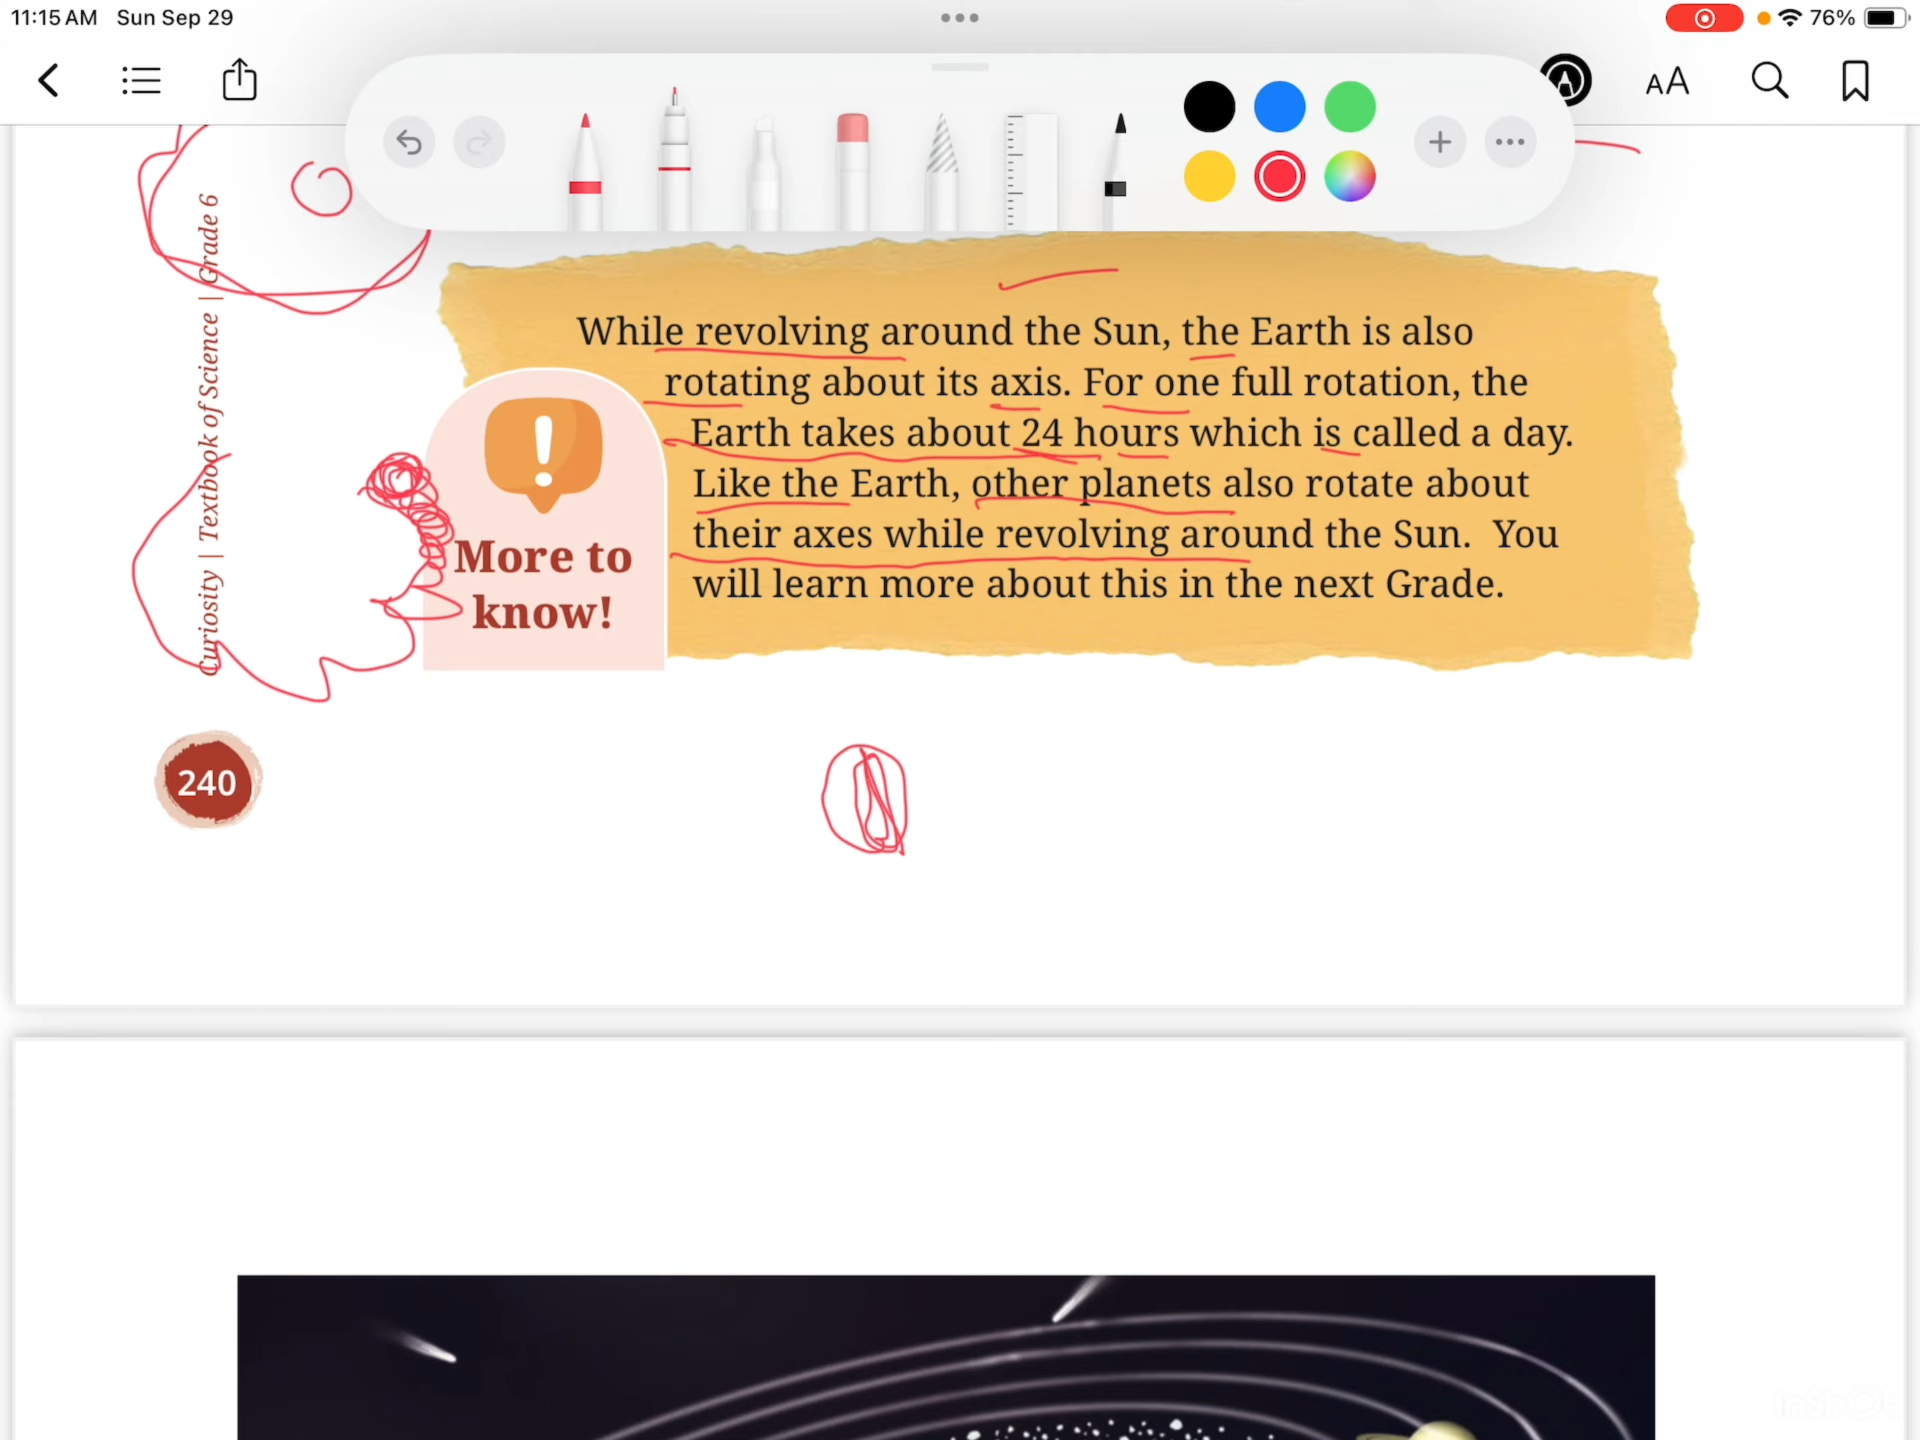 11:15 AM Sun Sep 29
76%
AA
Curiosity | Textbook of Science | Grade 6
While revolving around the Sun, the Earth is also
rotating about its axis. For one full rotation, the
Earth takes about 24 hours which is called a day.
Like the Earth, other planets also rotate about
their axes while revolving around the Sun. You
will learn more about this in the next Grade.
More to
know!
240